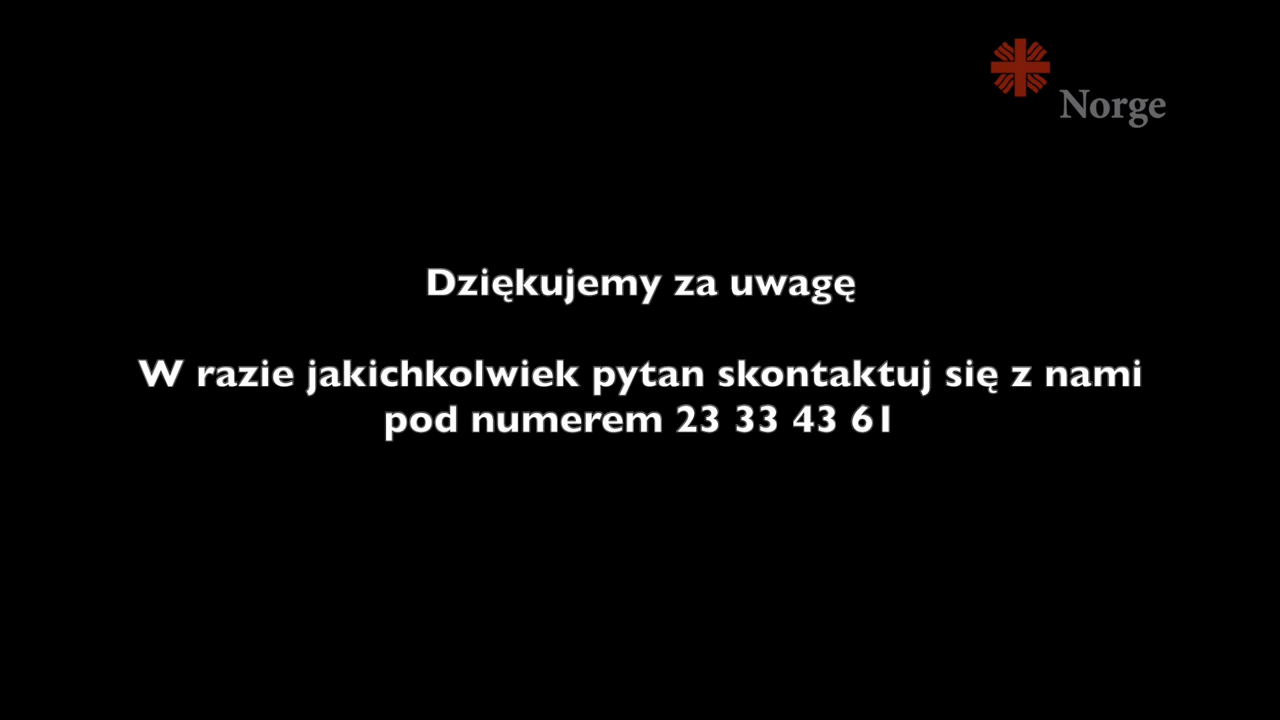 Norge
Dziękujemy za uwagę
W razie jakichkolwiek pytan skontaktuj się z nami
pod numerem 23 33 43 61